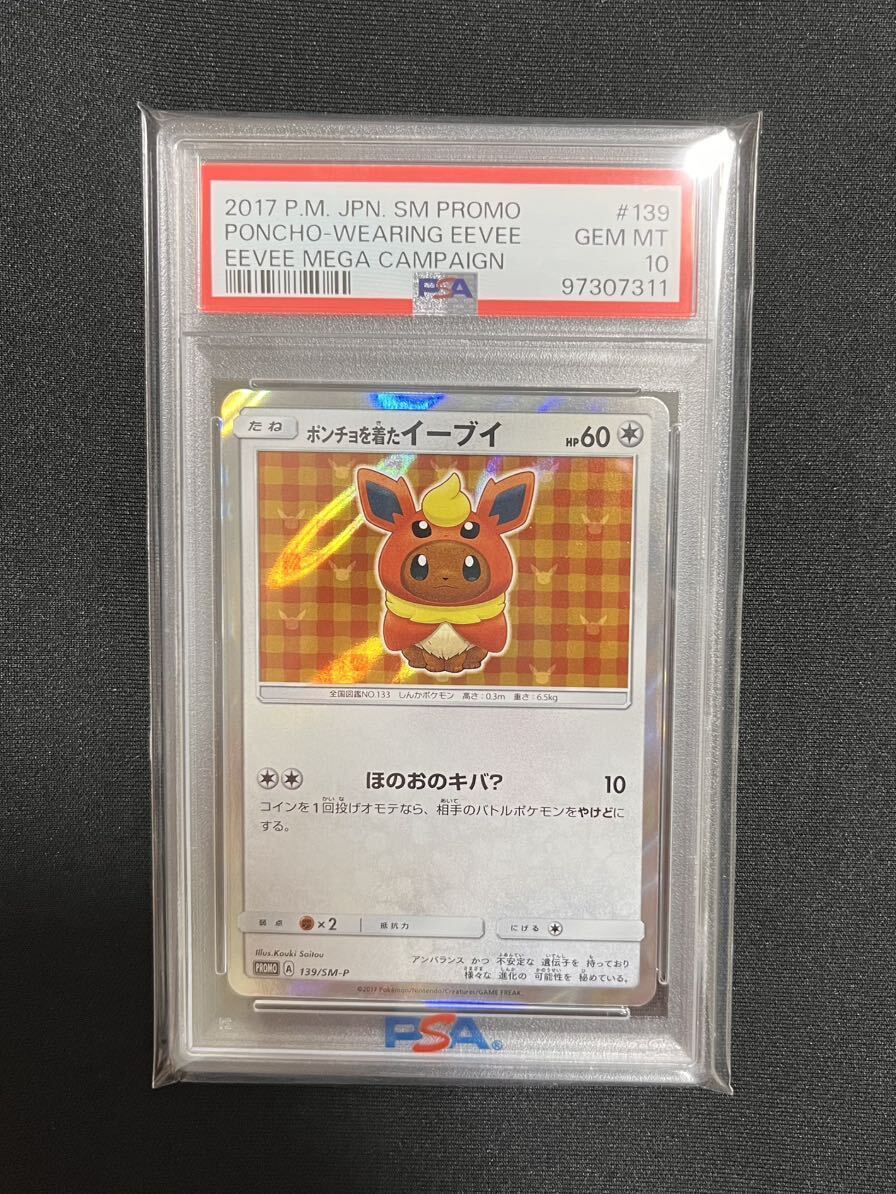 2017 P.M. JPN. SM PROMO #139
PONCHO-WEARING EEVEE GEM MT
EEVEE MEGA CAMPAIGN 10
97307311
PSA
たね ポンチョを着たイーブイ HP60
全国図鑑NO.133 しんかポケモン 高さ:0.3m 重さ:6.5kg
ほのおのキバ? 10
コインを1回投げオモテなら、相手のバトルポケモンをやけどに
する。
弱点 ×2 抵抗力 にげる
Illus.Kouki Saitou
PROMO A 139/SM-P
アンバランス かつ 不安定な 遺伝子を 持っており
様々な 進化の 可能性を 秘めている。
©2017 Pokémon/Nintendo/Creatures/GAME FREAK.
PSA®